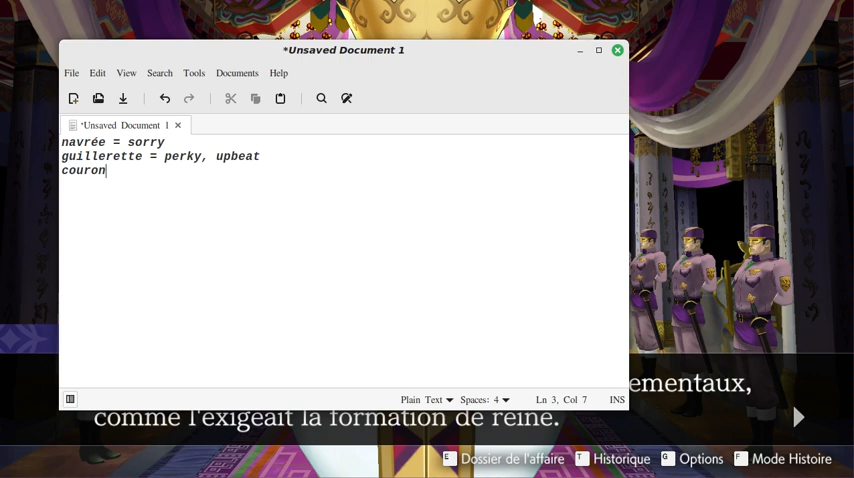 *Unsaved Document 1
File Edit View Search Tools Documents Help
*Unsaved Document 1
navrée = sorry
guillerette = perky, upbeat
couron
Plain Text Spaces: 4 Ln 3, Col 7 INS
ementaux,
comme l'exigeait la formation de reine.
E Dossier de l'affaire T Historique G Options F Mode Histoire